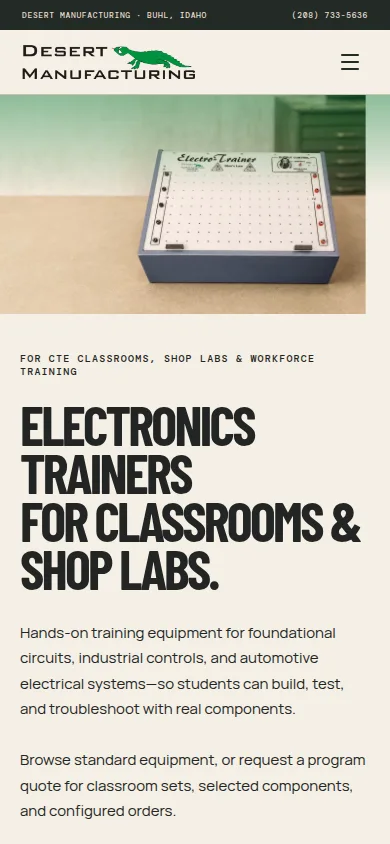 DESERT MANUFACTURING · BUHL, IDAHO
(208) 733-5636
DESERT
MANUFACTURING
Electro-Trainer
FOR CTE CLASSROOMS, SHOP LABS & WORKFORCE
TRAINING
ELECTRONICS
TRAINERS
FOR CLASSROOMS &
SHOP LABS.
Hands-on training equipment for foundational
circuits, industrial controls, and automotive
electrical systems—so students can build, test,
and troubleshoot with real components.
Browse standard equipment, or request a program
quote for classroom sets, selected components,
and configured orders.